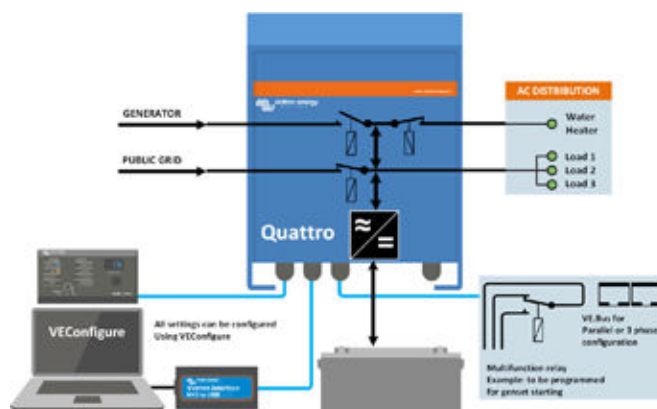 victron energy
AC DISTRIBUTION
GENERATOR
Water
Heater
PUBLIC GRID
Load 1
Load 2
Load 3
Quattro
VEConfigure
All settings can be configured
Using VEConfigure
VE.Bus for
Parallel or 3 phase
configuration
Multifunction relay
Example: to be programmed
for genset starting